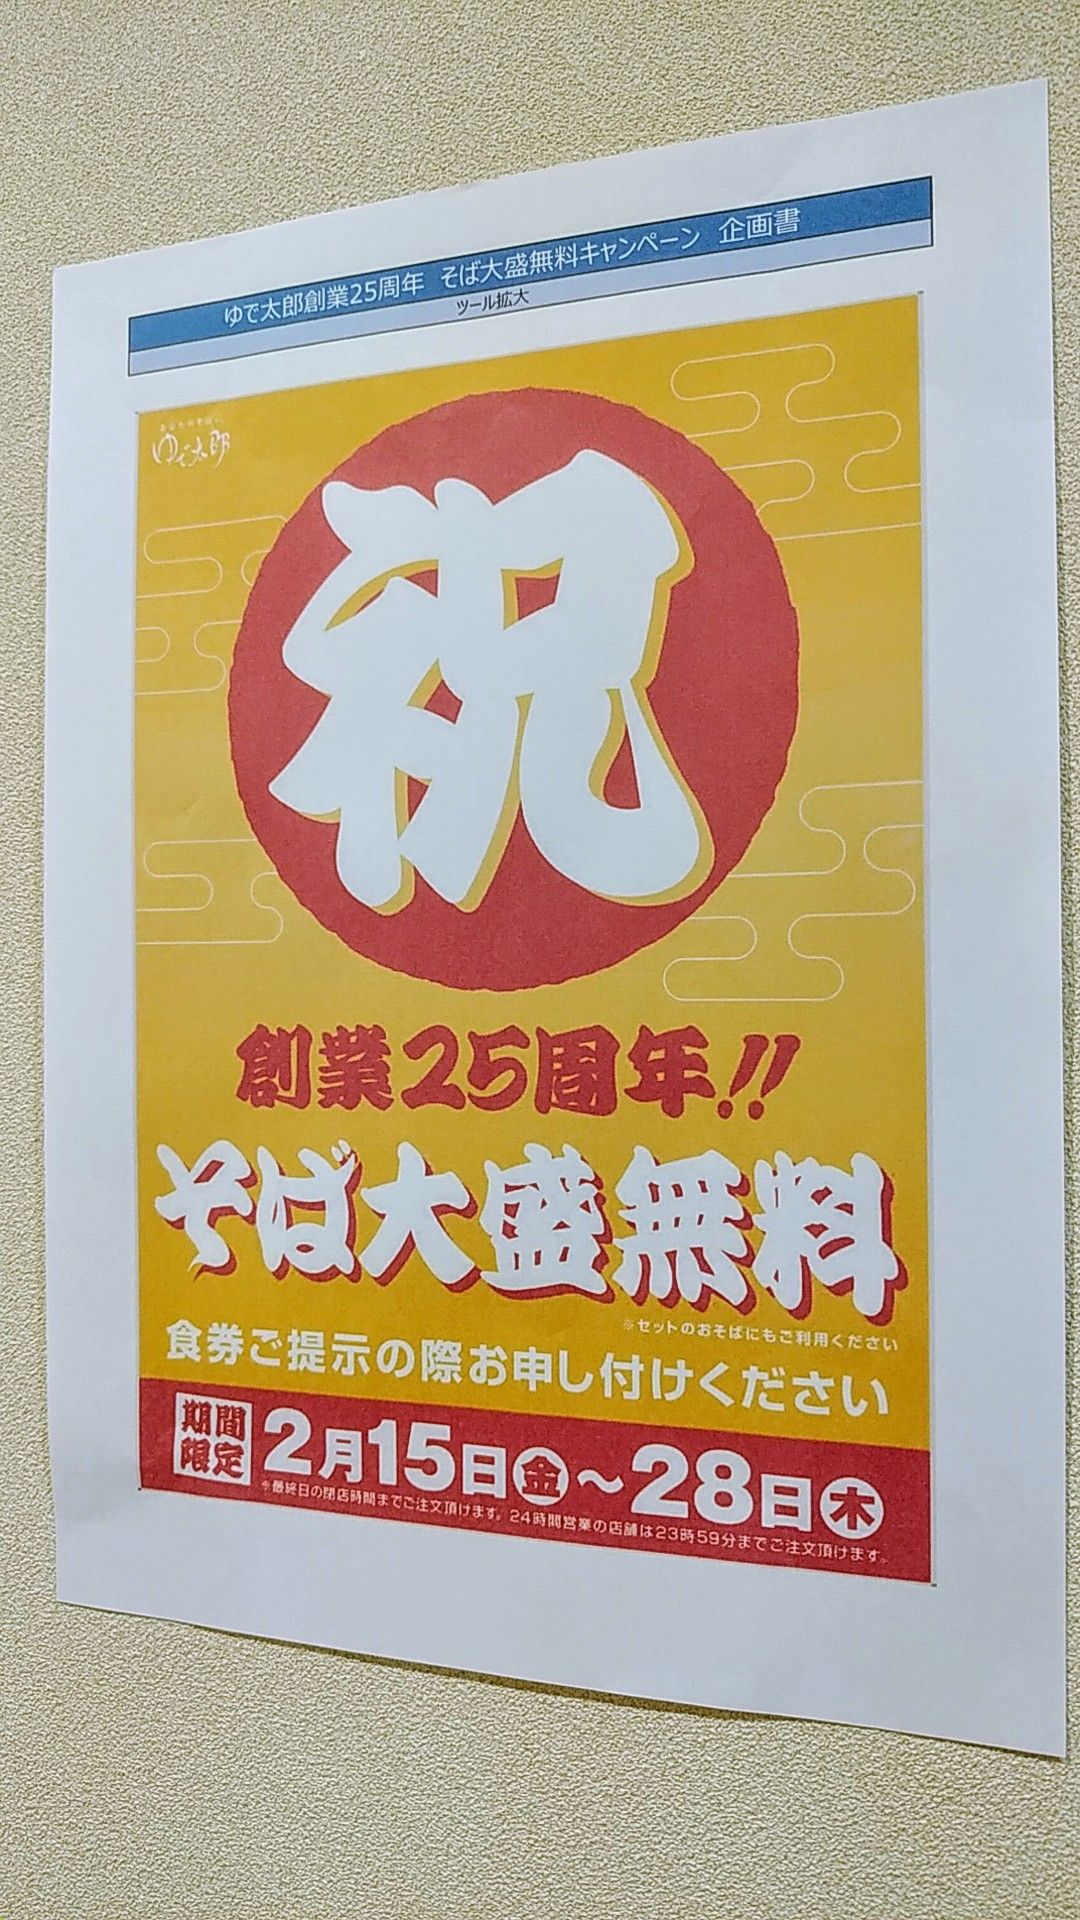 ゆで太郎創業25周年 そば大盛無料キャンペーン 企画書
ツール拡大
あなたのそばへ。
ゆで太郎
祝
創業25周年!!
そば大盛無料
※セットのおそばにもご利用ください
食券ご提示の際お申し付けください
期間
限定
2月15日㊎〜28日㊍
※最終日の閉店時間までご注文頂けます。24時間営業の店舗は23時59分までご注文頂けます。